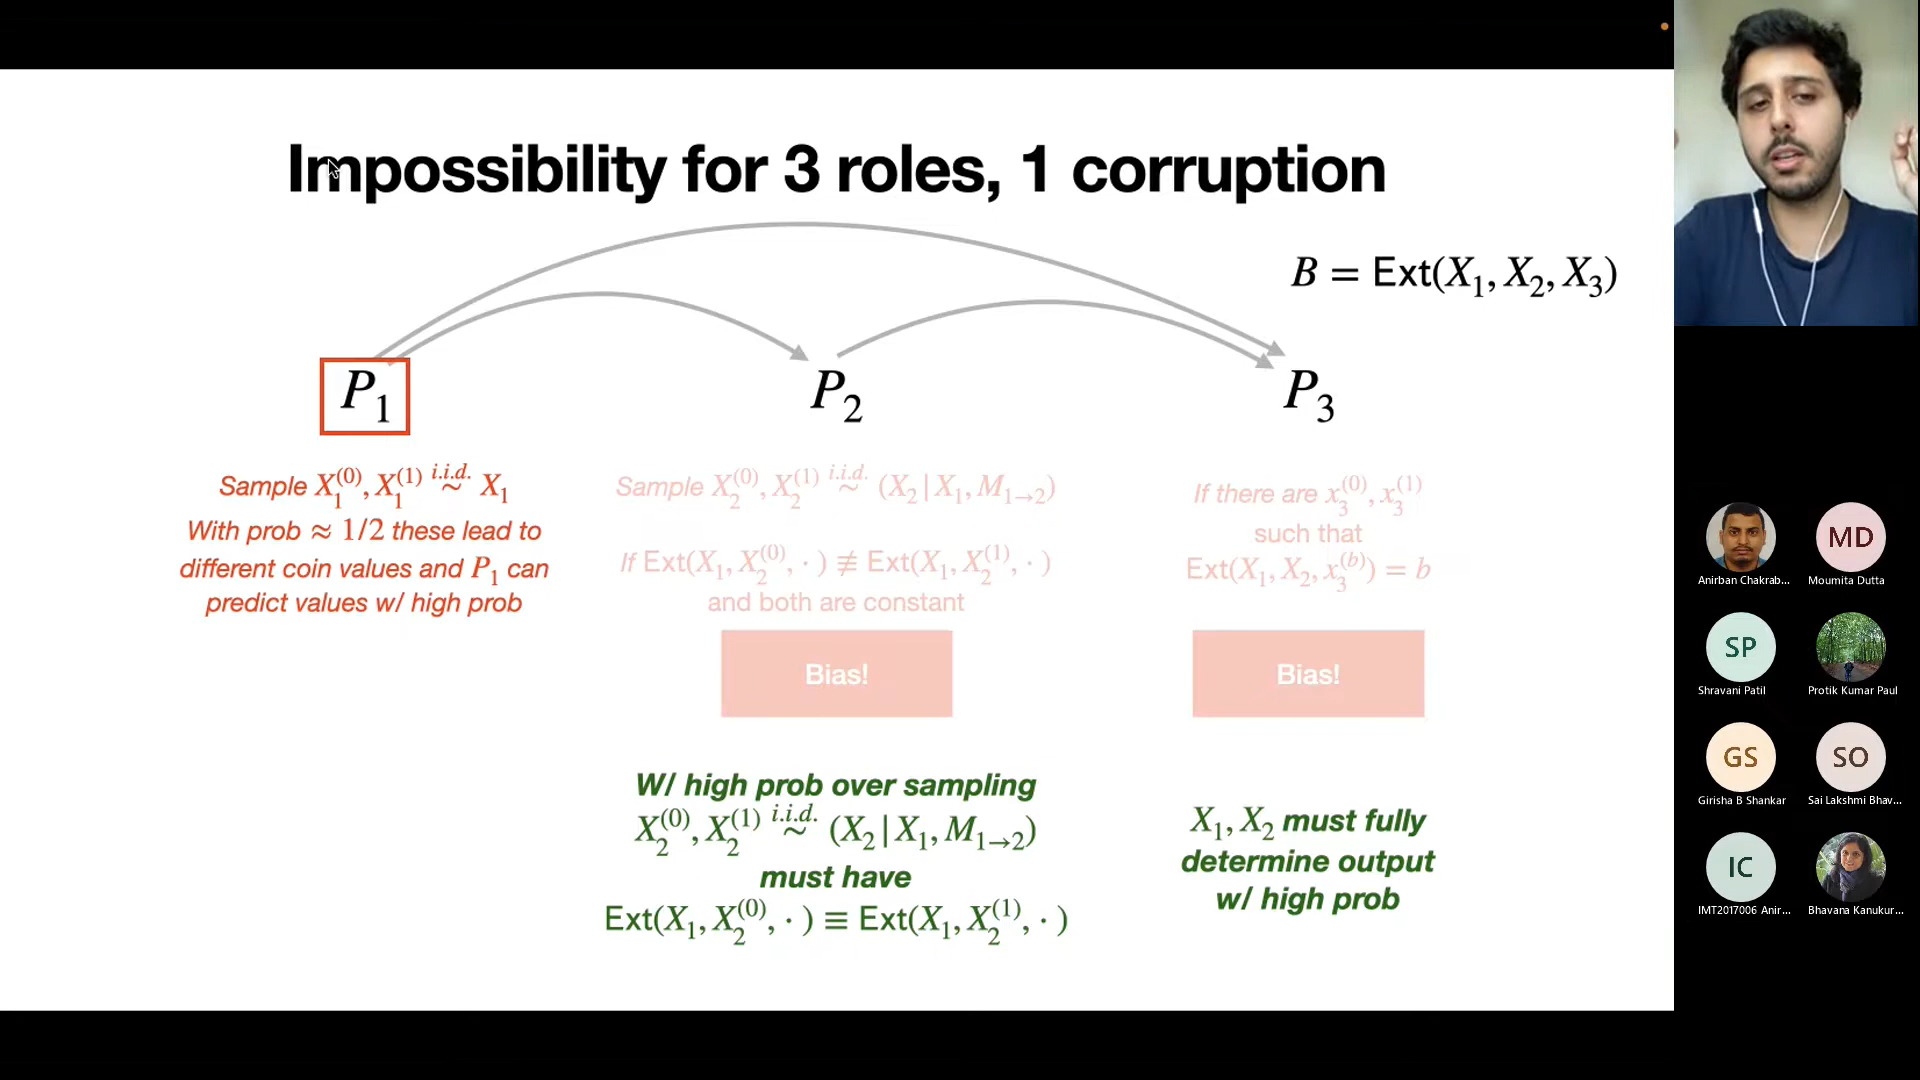 Impossibility for 3 roles, 1 corruption
B = Ext(X₁, X₂, X₃)
P₁
P₂
P₃
Sample X₁⁽⁰⁾, X₁⁽¹⁾ i.i.d. ~ X₁
With prob ≈ 1/2 these lead to
different coin values and P₁ can
predict values w/ high prob
Sample X₂⁽⁰⁾, X₂⁽¹⁾ i.i.d. ~ (X₂ | X₁, M₁→₂)
If Ext(X₁, X₂⁽⁰⁾, · ) ≢ Ext(X₁, X₂⁽¹⁾, · )
and both are constant
Bias!
If there are x₃⁽⁰⁾, x₃⁽¹⁾
such that
Ext(X₁, X₂, x₃⁽ᵇ⁾) = b
Bias!
W/ high prob over sampling
X₂⁽⁰⁾, X₂⁽¹⁾ i.i.d. ~ (X₂ | X₁, M₁→₂)
must have
Ext(X₁, X₂⁽⁰⁾, · ) ≡ Ext(X₁, X₂⁽¹⁾, · )
X₁, X₂ must fully
determine output
w/ high prob
Anirban Chakrab...
MD
Moumita Dutta
SP
Shravani Patil
Protik Kumar Paul
GS
Girisha B Shankar
SO
Sai Lakshmi Bhav...
IC
IMT2017006 Anir...
Bhavana Kanukur...